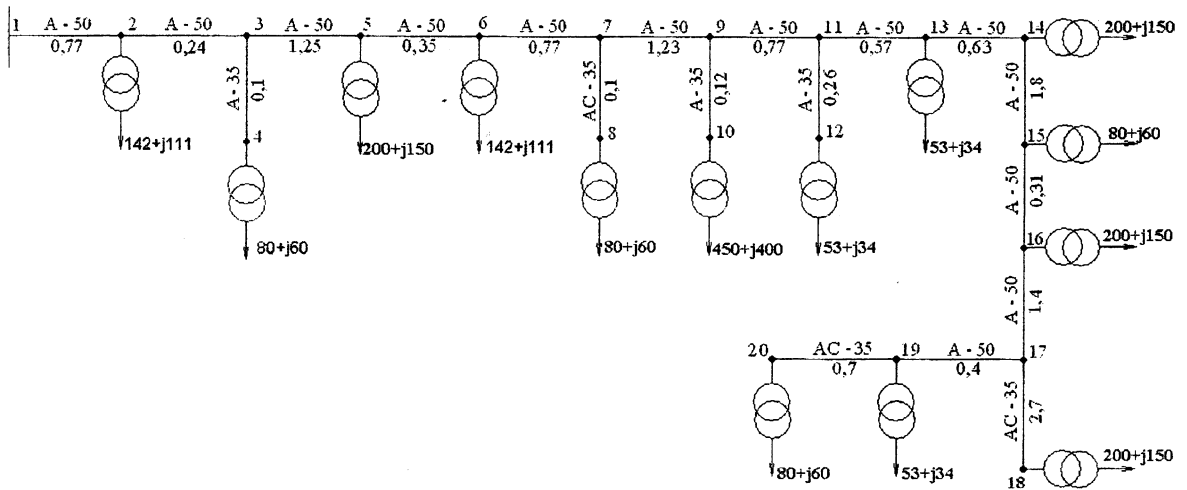 1 A - 50 2 A - 50 3 A - 50 5 A - 50 6 A - 50 7 A - 50 9 A - 50 11 A - 50 13 A - 50 14 200+j150
0,77 0,24 1,25 0,35 0,77 1,23 0,77 0,57 0,63
A - 35 0,1
AC - 35 0,1
A - 35 0,12
A - 35 0,26
A - 50 1,8
4 8 10 12 15 80+j60
142+j111 200+j150 142+j111 53+j34
A - 50 0,31
80+j60 80+j60 450+j400 53+j34 16 200+j150
A - 50 1,4
20 AC - 35 19 A - 50 17
0,7 0,4
AC - 35 2,7
80+j60 53+j34 18 200+j150